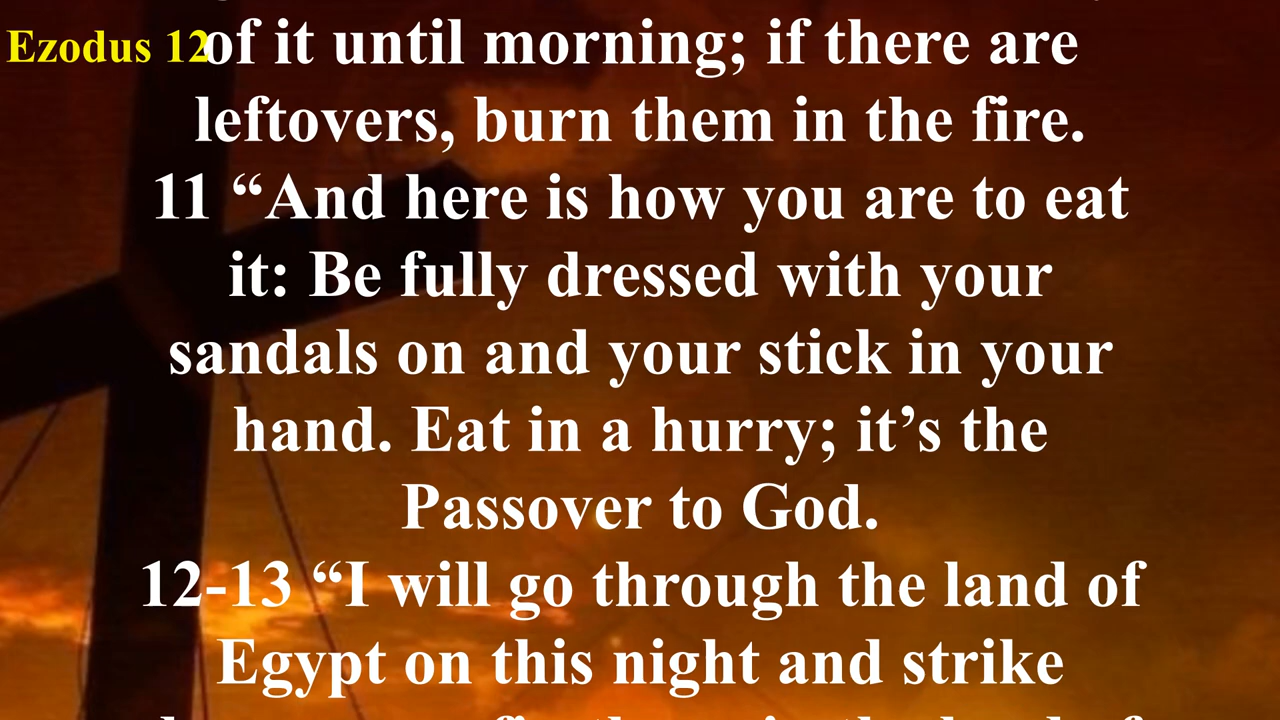 Ezodus 12
of it until morning; if there are
leftovers, burn them in the fire.
11 “And here is how you are to eat
it: Be fully dressed with your
sandals on and your stick in your
hand. Eat in a hurry; it’s the
Passover to God.
12-13 “I will go through the land of
Egypt on this night and strike